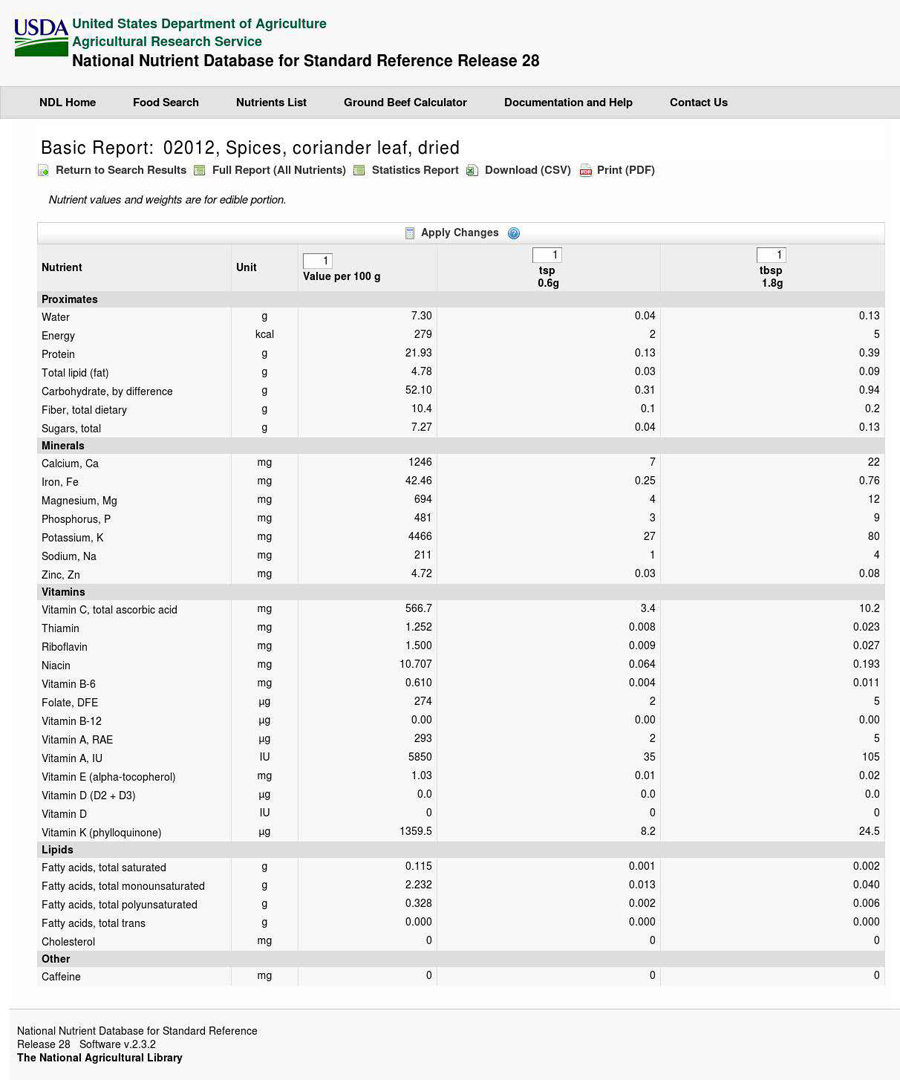 USDA United States Department of Agriculture
Agricultural Research Service
National Nutrient Database for Standard Reference Release 28
NDL Home Food Search Nutrients List Ground Beef Calculator Documentation and Help Contact Us
Basic Report: 02012, Spices, coriander leaf, dried
Return to Search Results Full Report (All Nutrients) Statistics Report Download (CSV) Print (PDF)
Nutrient values and weights are for edible portion.
Apply Changes ?
Nutrient Unit 1 Value per 100 g 1 tsp 0.6g 1 tbsp 1.8g
Proximates
Water g 7.30 0.04 0.13
Energy kcal 279 2 5
Protein g 21.93 0.13 0.39
Total lipid (fat) g 4.78 0.03 0.09
Carbohydrate, by difference g 52.10 0.31 0.94
Fiber, total dietary g 10.4 0.1 0.2
Sugars, total g 7.27 0.04 0.13
Minerals
Calcium, Ca mg 1246 7 22
Iron, Fe mg 42.46 0.25 0.76
Magnesium, Mg mg 694 4 12
Phosphorus, P mg 481 3 9
Potassium, K mg 4466 27 80
Sodium, Na mg 211 1 4
Zinc, Zn mg 4.72 0.03 0.08
Vitamins
Vitamin C, total ascorbic acid mg 566.7 3.4 10.2
Thiamin mg 1.252 0.008 0.023
Riboflavin mg 1.500 0.009 0.027
Niacin mg 10.707 0.064 0.193
Vitamin B-6 mg 0.610 0.004 0.011
Folate, DFE µg 274 2 5
Vitamin B-12 µg 0.00 0.00 0.00
Vitamin A, RAE µg 293 2 5
Vitamin A, IU IU 5850 35 105
Vitamin E (alpha-tocopherol) mg 1.03 0.01 0.02
Vitamin D (D2 + D3) µg 0.0 0.0 0.0
Vitamin D IU 0 0 0
Vitamin K (phylloquinone) µg 1359.5 8.2 24.5
Lipids
Fatty acids, total saturated g 0.115 0.001 0.002
Fatty acids, total monounsaturated g 2.232 0.013 0.040
Fatty acids, total polyunsaturated g 0.328 0.002 0.006
Fatty acids, total trans g 0.000 0.000 0.000
Cholesterol mg 0 0 0
Other
Caffeine mg 0 0 0
National Nutrient Database for Standard Reference
Release 28 Software v.2.3.2
The National Agricultural Library